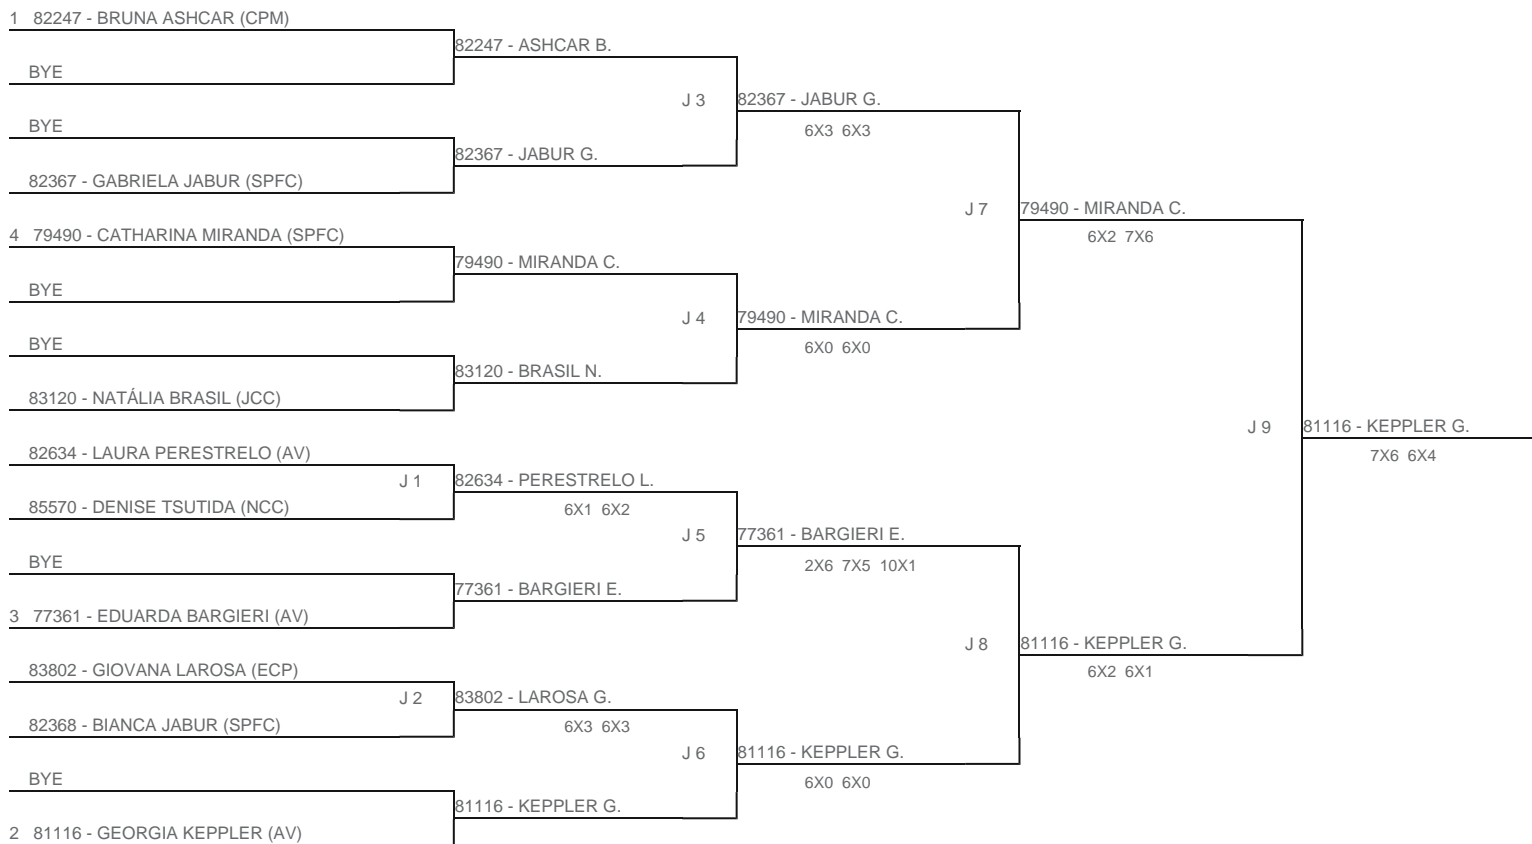 1 82247 - BRUNA ASHCAR (CPM)
82247 - ASHCAR B.
BYE
J 3 82367 - JABUR G.
6X3 6X3
BYE
82367 - JABUR G.
82367 - GABRIELA JABUR (SPFC)
J 7 79490 - MIRANDA C.
6X2 7X6
4 79490 - CATHARINA MIRANDA (SPFC)
79490 - MIRANDA C.
BYE
J 4 79490 - MIRANDA C.
6X0 6X0
BYE
83120 - BRASIL N.
83120 - NATÁLIA BRASIL (JCC)
J 9 81116 - KEPPLER G.
7X6 6X4
82634 - LAURA PERESTRELO (AV)
J 1 82634 - PERESTRELO L.
6X1 6X2
85570 - DENISE TSUTIDA (NCC)
J 5 77361 - BARGIERI E.
2X6 7X5 10X1
BYE
77361 - BARGIERI E.
3 77361 - EDUARDA BARGIERI (AV)
J 8 81116 - KEPPLER G.
6X2 6X1
83802 - GIOVANA LAROSA (ECP)
J 2 83802 - LAROSA G.
6X3 6X3
82368 - BIANCA JABUR (SPFC)
J 6 81116 - KEPPLER G.
6X0 6X0
BYE
81116 - KEPPLER G.
2 81116 - GEORGIA KEPPLER (AV)